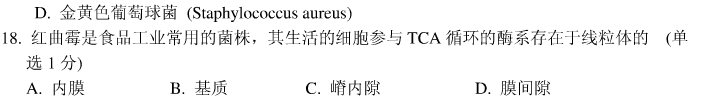 D. 金黄色葡萄球菌 (Staphylococcus aureus)
18. 红曲霉是食品工业常用的菌株，其生活的细胞参与 TCA 循环的酶系存在于线粒体的 (单
选 1 分)
A. 内膜 B. 基质 C. 嵴内隙 D. 膜间隙